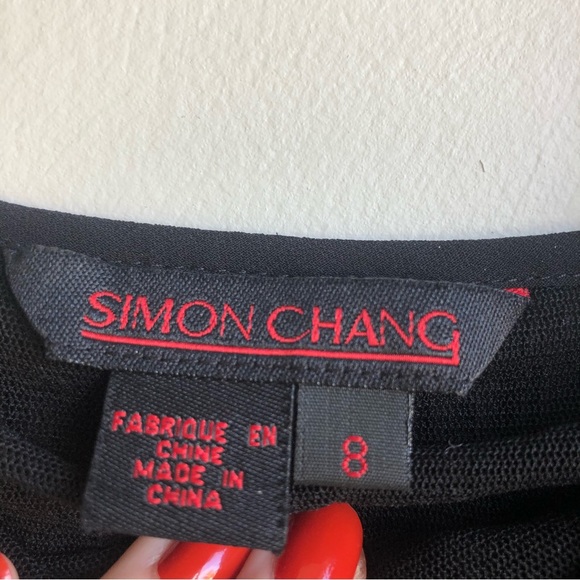 SIMON CHANG
FABRIQUE EN
CHINE
MADE IN
CHINA
8